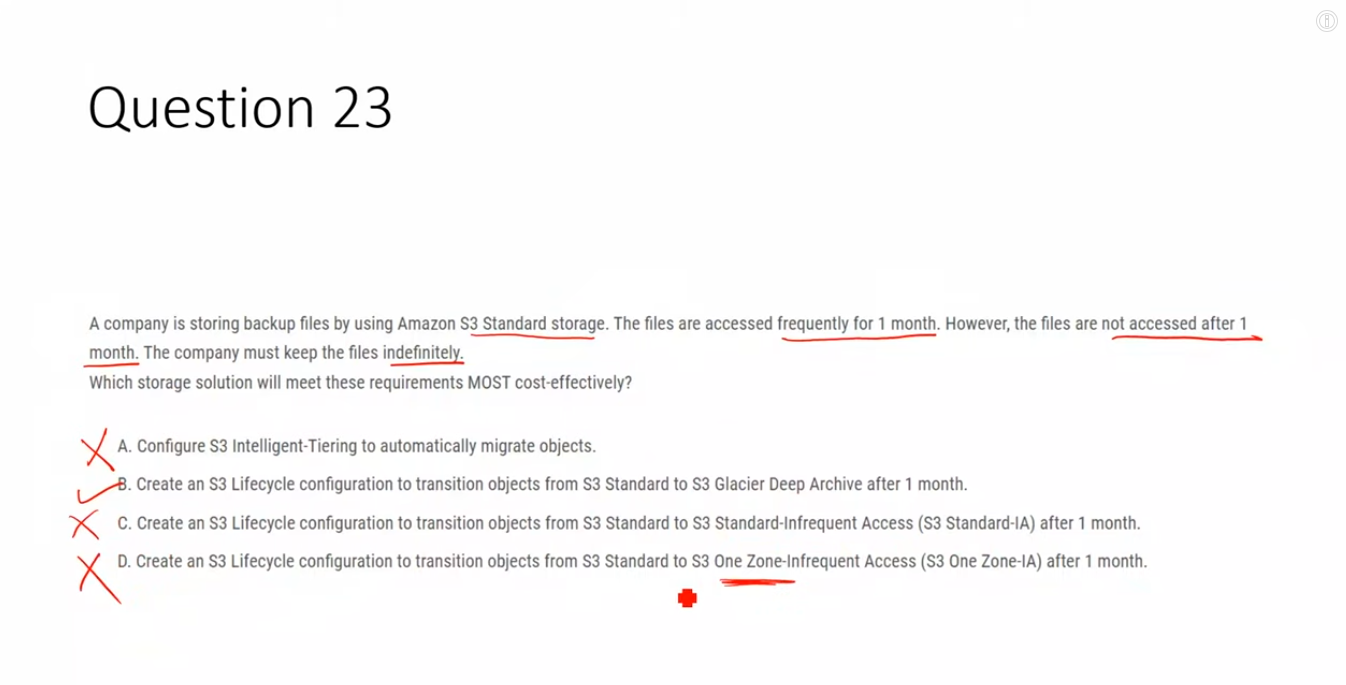 Question 23
A company is storing backup files by using Amazon S3 Standard storage. The files are accessed frequently for 1 month. However, the files are not accessed after 1
month. The company must keep the files indefinitely.
Which storage solution will meet these requirements MOST cost-effectively?
A. Configure S3 Intelligent-Tiering to automatically migrate objects.
B. Create an S3 Lifecycle configuration to transition objects from S3 Standard to S3 Glacier Deep Archive after 1 month.
C. Create an S3 Lifecycle configuration to transition objects from S3 Standard to S3 Standard-Infrequent Access (S3 Standard-IA) after 1 month.
D. Create an S3 Lifecycle configuration to transition objects from S3 Standard to S3 One Zone-Infrequent Access (S3 One Zone-IA) after 1 month.